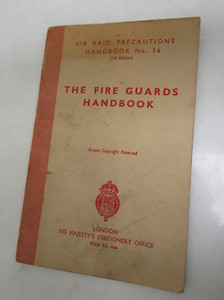 AIR RAID PRECAUTIONS
HANDBOOK No. 14
THE FIRE GUARDS
HANDBOOK
Crown Copyright Reserved
LONDON
HIS MAJESTY'S STATIONERY OFFICE